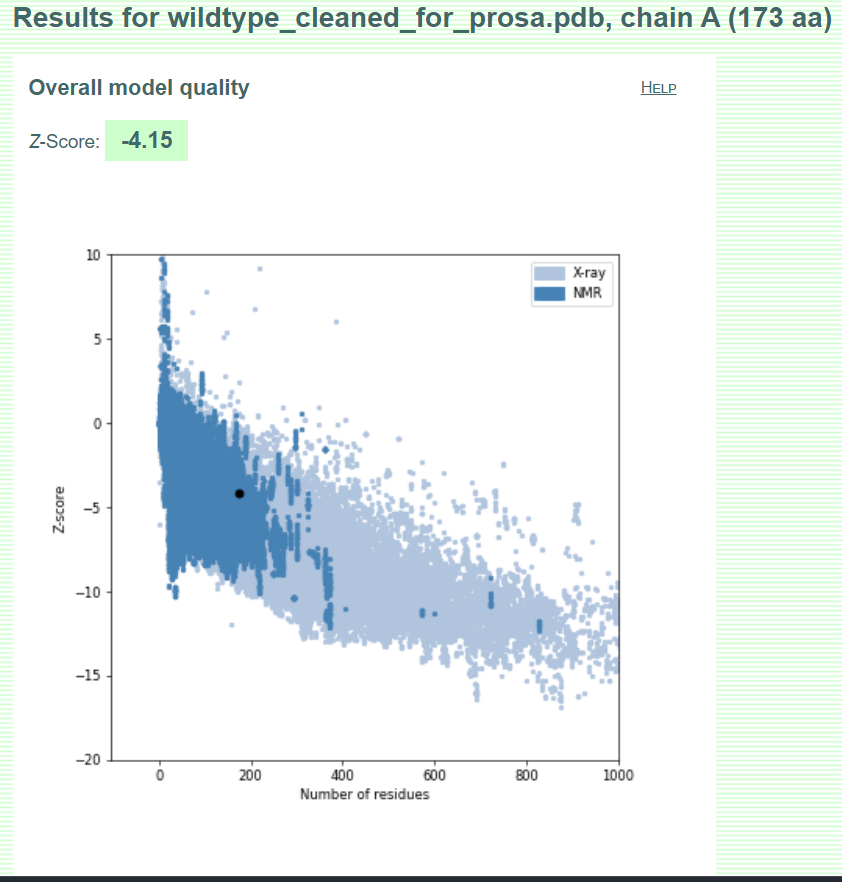 Results for wildtype_cleaned_for_prosa.pdb, chain A (173 aa)
Overall model quality
HELP
Z-Score: -4.15
10
X-ray
NMR
5
0
Z-score
−5
−10
−15
−20
0 200 400 600 800 1000
Number of residues